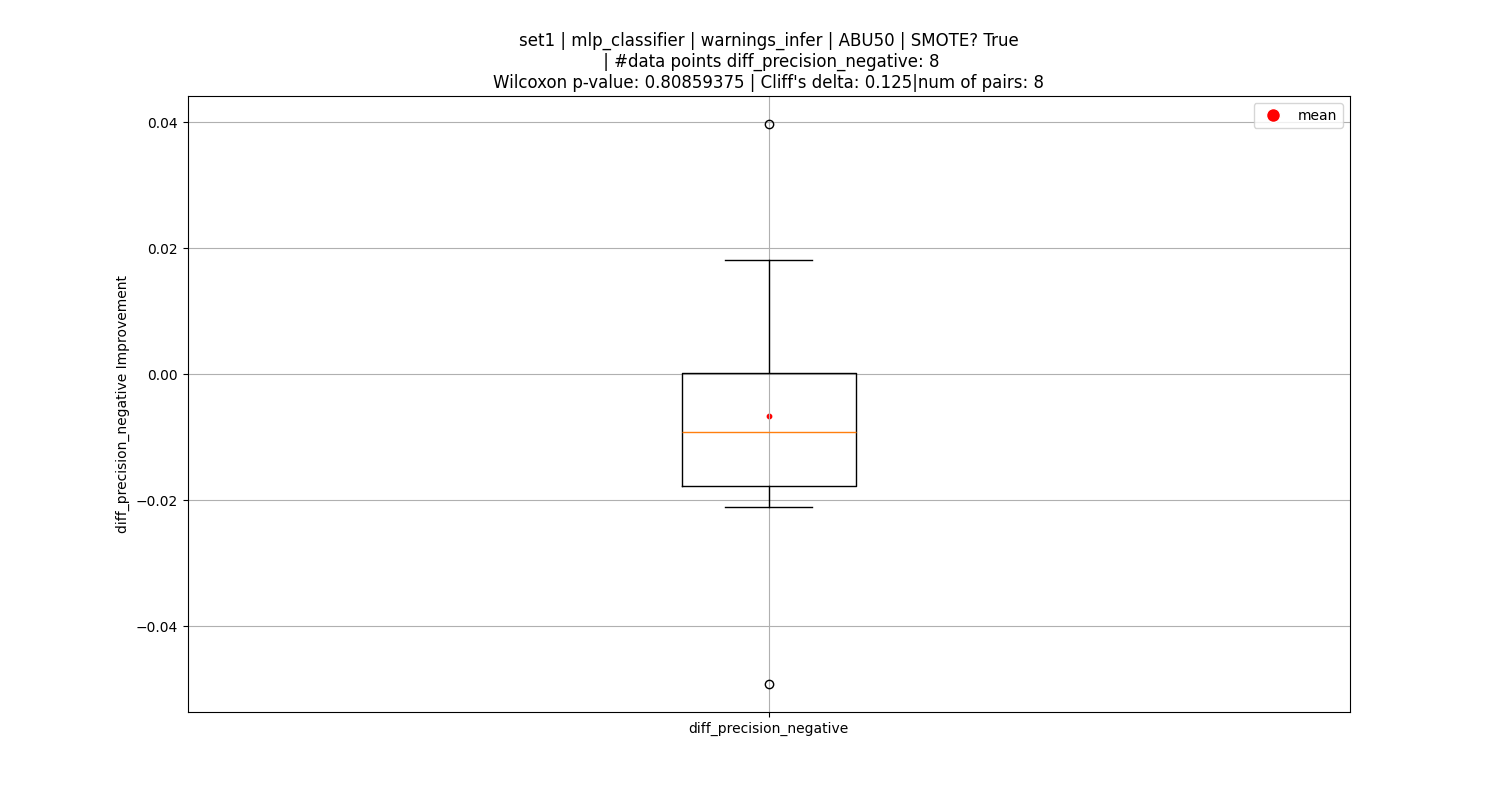 set1 | mlp_classifier | warnings_infer | ABU50 | SMOTE? True
| #data points diff_precision_negative: 8
Wilcoxon p-value: 0.80859375 | Cliff's delta: 0.125|num of pairs: 8
mean
0.04
0.02
0.00
−0.02
−0.04
diff_precision_negative Improvement
diff_precision_negative